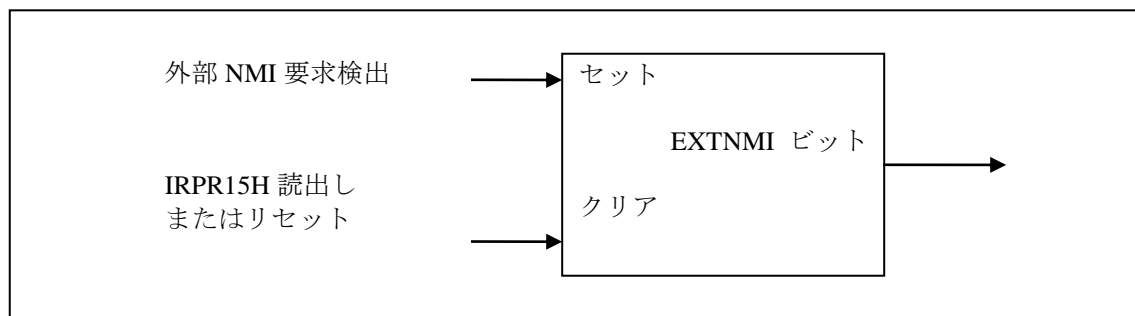 外部 NMI 要求検出
セット
EXTNMI ビット
IRPR15H 読出し
またはリセット
クリア